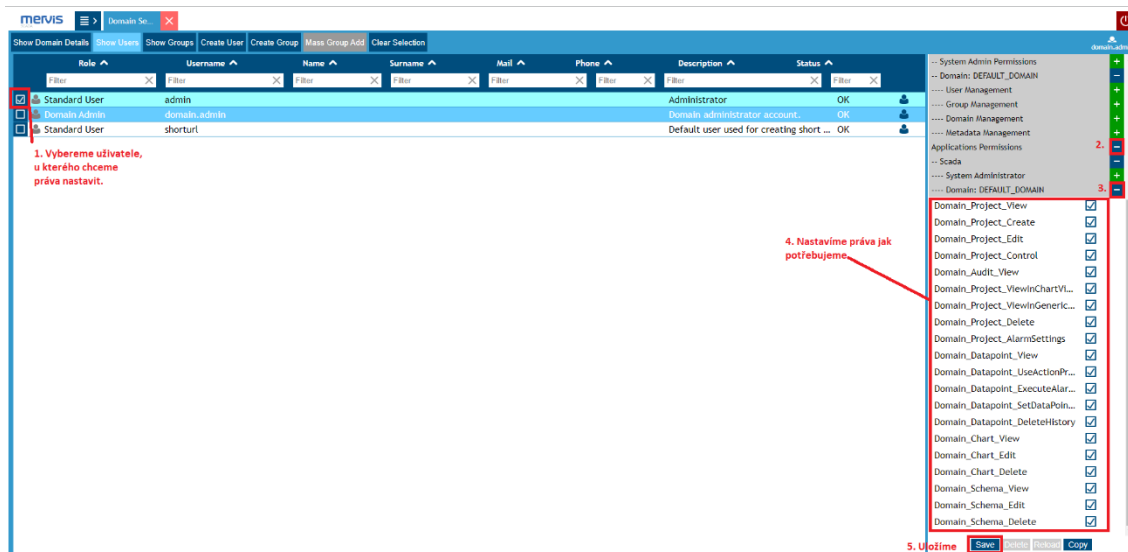 mervis
Domain Se...
Show Domain Details Show Users Show Groups Create User Create Group Mass Group Add Clear Selection
domain.adm
Role Username Name Surname Mail Phone Description Status
Filter Filter Filter Filter Filter Filter Filter Filter
Standard User admin Administrator OK
Domain Admin domain.admin Domain administrator account. OK
Standard User shorturl Default user used for creating short ... OK
1. Vybereme uživatele,
u kterého chceme
práva nastavit.
-- System Admin Permissions
-- Domain: DEFAULT_DOMAIN
---- User Management
---- Group Management
---- Domain Management
---- Metadata Management
Applications Permissions 2.
-- Scada
---- System Administrator
---- Domain: DEFAULT_DOMAIN 3.
Domain_Project_View
Domain_Project_Create
Domain_Project_Edit
Domain_Project_Control
Domain_Audit_View
Domain_Project_ViewInChartVi...
Domain_Project_ViewInGeneric...
Domain_Project_Delete
Domain_Project_AlarmSettings
Domain_Datapoint_View
Domain_Datapoint_UseActionPr...
Domain_Datapoint_ExecuteAlar...
Domain_Datapoint_SetDataPoin...
Domain_Datapoint_DeleteHistory
Domain_Chart_View
Domain_Chart_Edit
Domain_Chart_Delete
Domain_Schema_View
Domain_Schema_Edit
Domain_Schema_Delete
4. Nastavíme práva jak
potřebujeme
5. Uložíme Save Delete Reload Copy